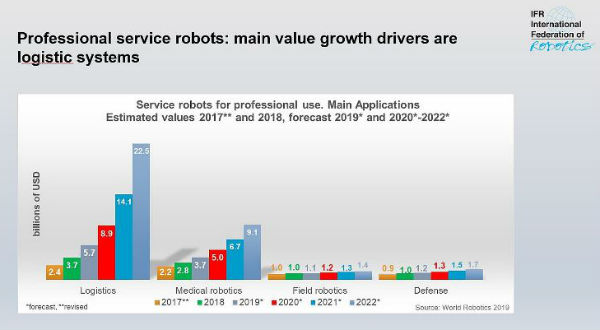 IFR
International
Federation of
Robotics
Professional service robots: main value growth drivers are
logistic systems
Service robots for professional use. Main Applications
Estimated values 2017** and 2018, forecast 2019* and 2020*-2022*
billions of USD
2.4 3.7 5.7 8.9 14.1 22.5
2.2 2.8 3.7 5.0 6.7 9.1
1.0 1.0 1.1 1.2 1.3 1.4
0.9 1.0 1.2 1.3 1.5 1.7
Logistics Medical robotics Field robotics Defense
2017** 2018 2019* 2020* 2021* 2022*
*forecast, **revised
Source: World Robotics 2019